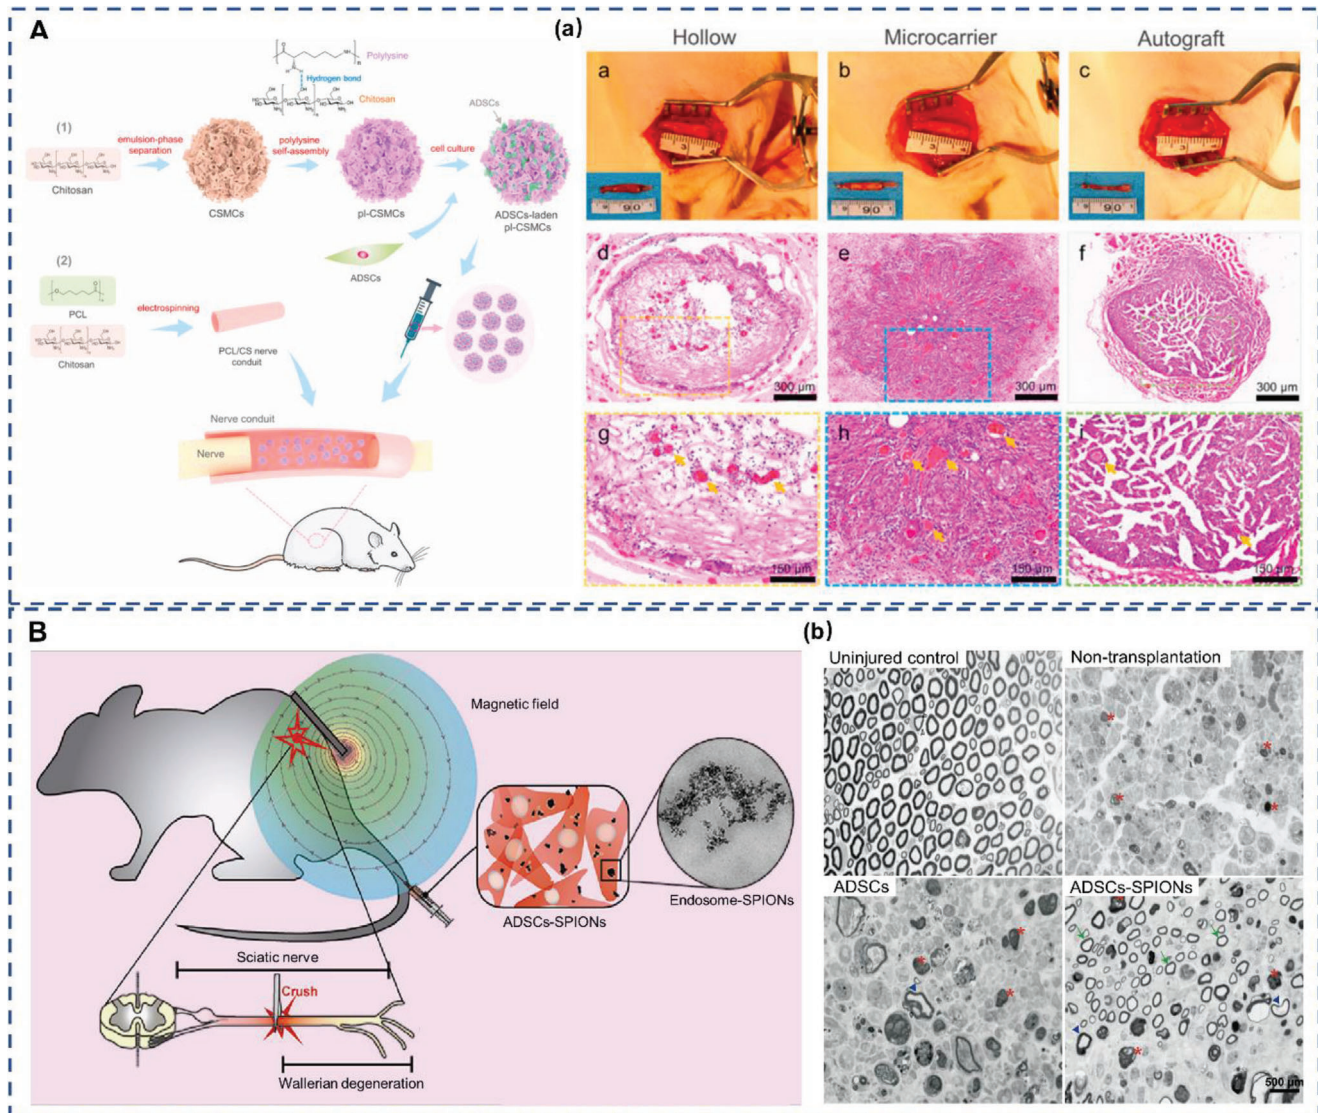 A
Polylysine
Hydrogen bond
Chitosan
ADSCs
(1)
emulsion-phase
separation
polylysine
self-assembly
cell culture
Chitosan
CSMCs
pl-CSMCs
ADSCs-laden
pl-CSMCs
ADSCs
(2)
PCL
electrospinning
Chitosan
PCL/CS nerve
conduit
Nerve conduit
Nerve
(a)
Hollow
Microcarrier
Autograft
a
b
c
d
300 μm
e
300 μm
f
300 μm
g
150 μm
h
150 μm
i
150 μm
B
Magnetic field
ADSCs-SPIONs
Endosome-SPIONs
Sciatic nerve
Crush
Wallerian degeneration
(b)
Uninjured control
Non-transplantation
ADSCs
ADSCs-SPIONs
500 μm